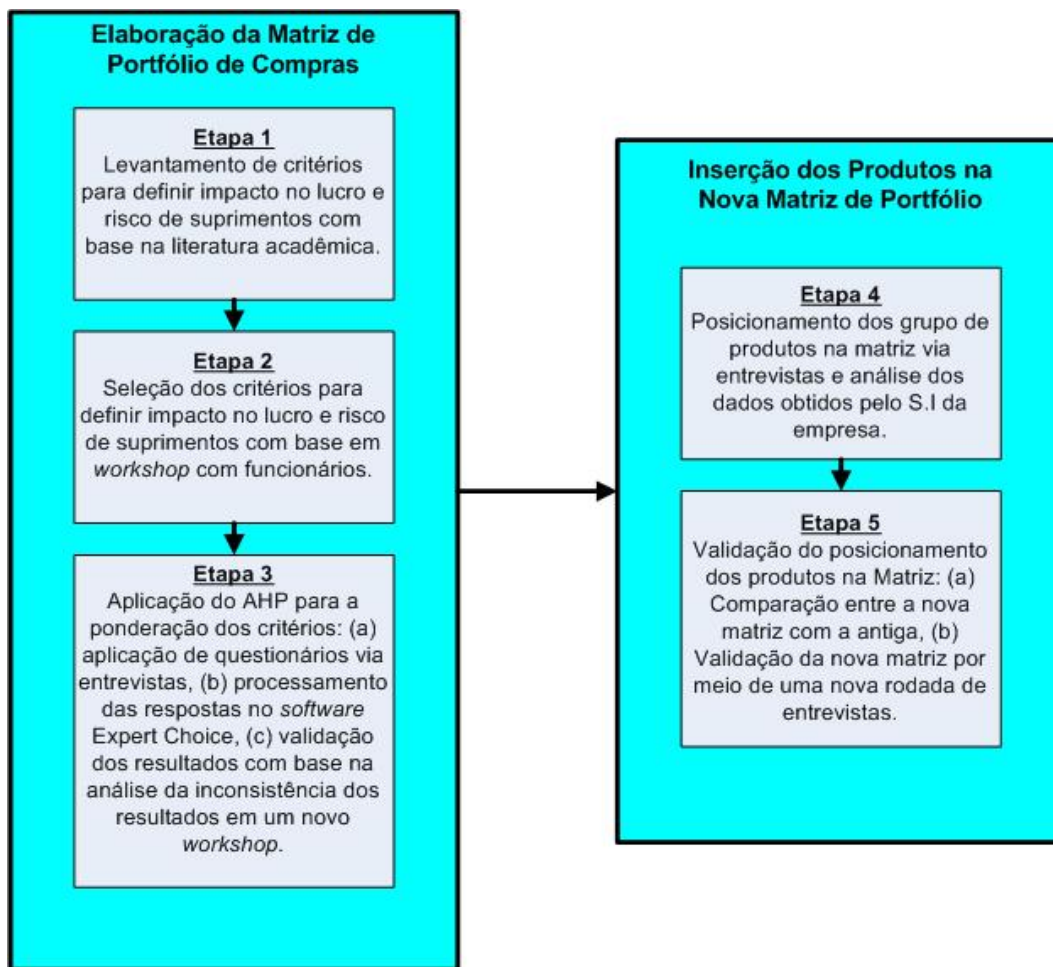 Elaboração da Matriz de
Portfólio de Compras
Etapa 1
Levantamento de critérios
para definir impacto no lucro e
risco de suprimentos com
base na literatura acadêmica.
Etapa 2
Seleção dos critérios para
definir impacto no lucro e risco
de suprimentos com base em
workshop com funcionários.
Etapa 3
Aplicação do AHP para a
ponderação dos critérios: (a)
aplicação de questionários via
entrevistas, (b) processamento
das respostas no software
Expert Choice, (c) validação
dos resultados com base na
análise da inconsistência dos
resultados em um novo
workshop.
Inserção dos Produtos na
Nova Matriz de Portfólio
Etapa 4
Posicionamento dos grupo de
produtos na matriz via
entrevistas e análise dos
dados obtidos pelo S.I da
empresa.
Etapa 5
Validação do posicionamento
dos produtos na Matriz: (a)
Comparação entre a nova
matriz com a antiga, (b)
Validação da nova matriz por
meio de uma nova rodada de
entrevistas.